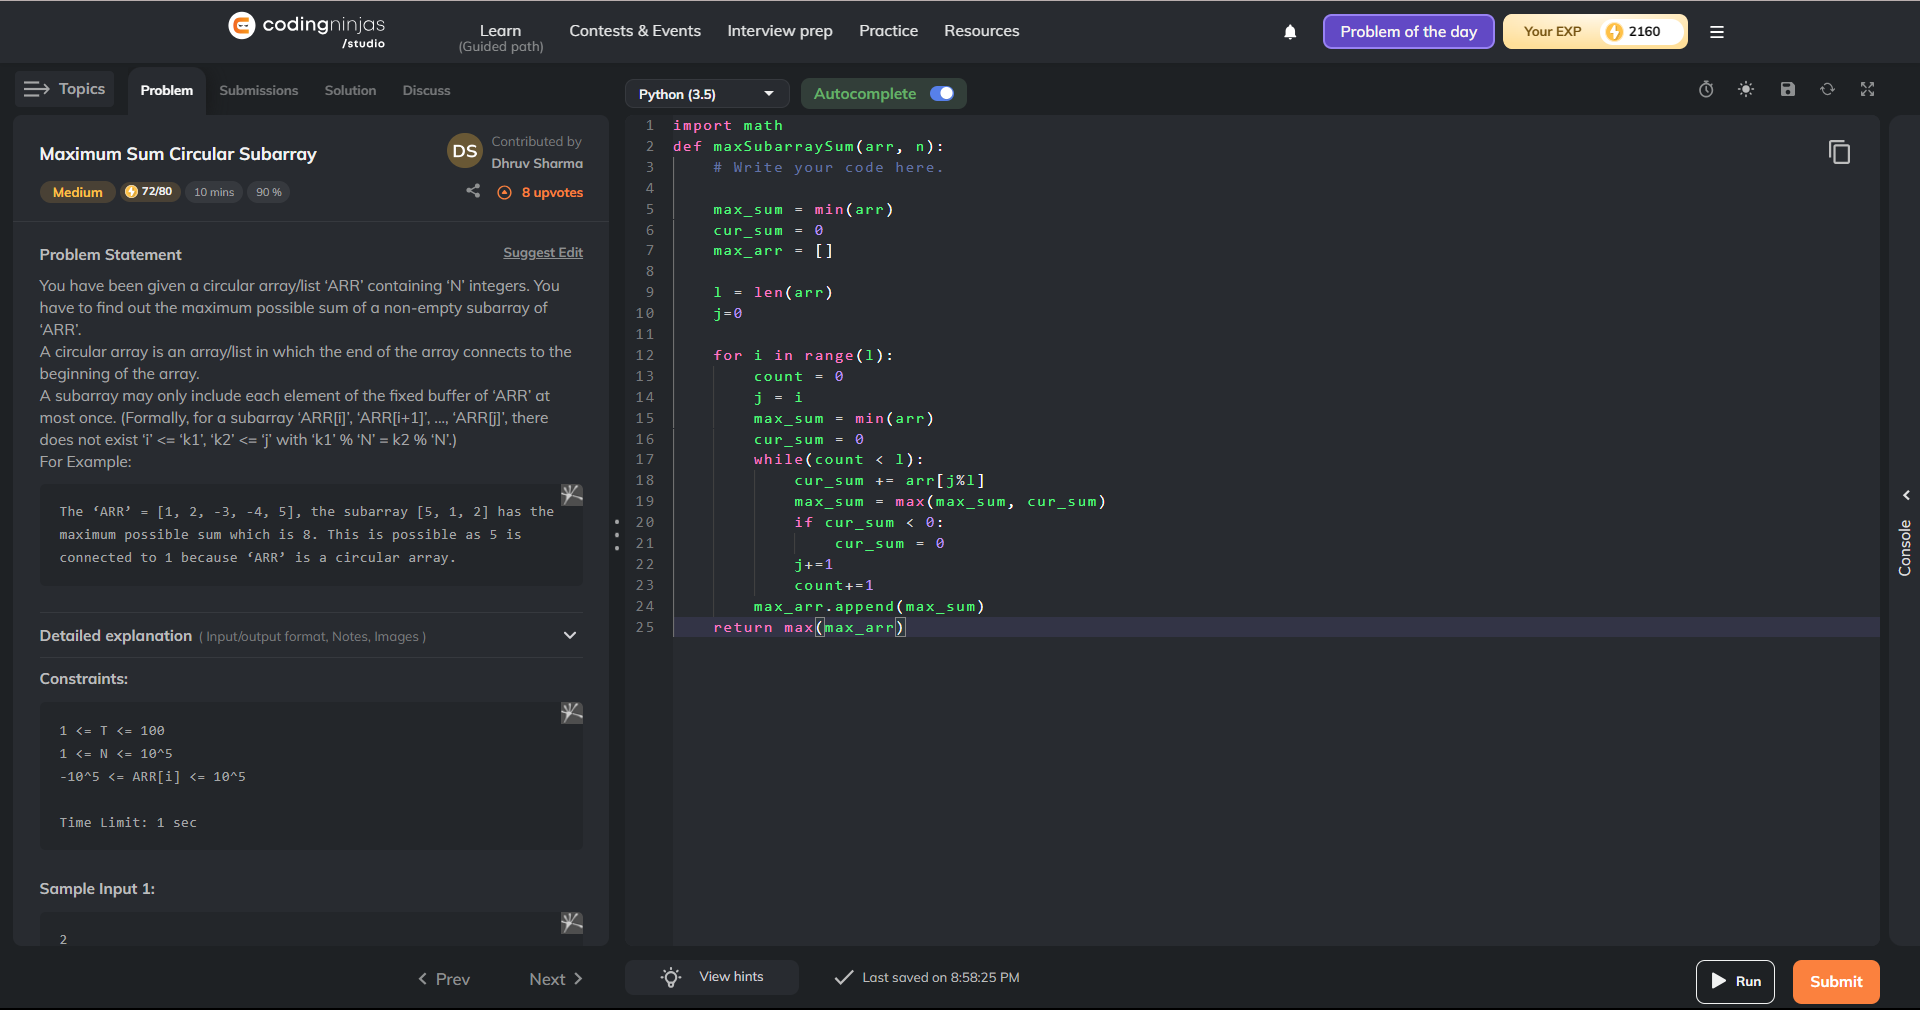 codingninjas
/studio
Learn
(Guided path)
Contests & Events
Interview prep
Practice
Resources
Problem of the day
Your EXP
2160
Topics
Problem
Submissions
Solution
Discuss
Python (3.5)
Autocomplete
Maximum Sum Circular Subarray
DS
Contributed by
Dhruv Sharma
Medium
72/80
10 mins
90 %
8 upvotes
Problem Statement
Suggest Edit
You have been given a circular array/list ‘ARR’ containing ‘N’ integers. You
have to find out the maximum possible sum of a non-empty subarray of
‘ARR’.
A circular array is an array/list in which the end of the array connects to the
beginning of the array.
A subarray may only include each element of the fixed buffer of ‘ARR’ at
most once. (Formally, for a subarray ‘ARR[i]’, ‘ARR[i+1]’, ..., ‘ARR[j]’, there
does not exist ‘i’ <= ‘k1’, ‘k2’ <= ‘j’ with ‘k1’ % ‘N’ = k2 % ‘N’.)
For Example:
The ‘ARR’ = [1, 2, -3, -4, 5], the subarray [5, 1, 2] has the
maximum possible sum which is 8. This is possible as 5 is
connected to 1 because ‘ARR’ is a circular array.
Detailed explanation ( Input/output format, Notes, Images )
Constraints:
1 <= T <= 100
1 <= N <= 10^5
-10^5 <= ARR[i] <= 10^5
Time Limit: 1 sec
Sample Input 1:
2
Prev
Next
1 import math
2 def maxSubarraySum(arr, n):
3     # Write your code here.
4
5     max_sum = min(arr)
6     cur_sum = 0
7     max_arr = []
8
9     l = len(arr)
10     j=0
11
12     for i in range(l):
13         count = 0
14         j = i
15         max_sum = min(arr)
16         cur_sum = 0
17         while(count < l):
18             cur_sum += arr[j%l]
19             max_sum = max(max_sum, cur_sum)
20             if cur_sum < 0:
21                 cur_sum = 0
22             j+=1
23             count+=1
24         max_arr.append(max_sum)
25     return max(max_arr)
Console
View hints
Last saved on 8:58:25 PM
Run
Submit